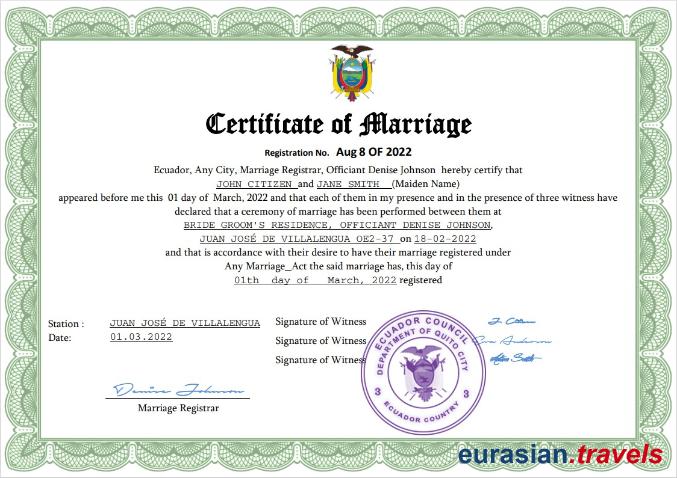 Certificate of Marriage
Registration No. Aug 8 OF 2022
Ecuador, Any City, Marriage Registrar, Officiant Denise Johnson hereby certify that
JOHN CITIZEN and JANE SMITH (Maiden Name)
appeared before me this 01 day of March, 2022 and that each of them in my presence and in the presence of three witness have
declared that a ceremony of marriage has been performed between them at
BRIDE GROOM'S RESIDENCE, OFFICIANT DENISE JOHNSON,
JUAN JOSÉ DE VILLALENGUA OE2-37 on 18-02-2022
and that is accordance with their desire to have their marriage registered under
Any Marriage_Act the said marriage has, this day of
01th day of March, 2022 registered
Station : JUAN JOSÉ DE VILLALENGUA
Date: 01.03.2022
Signature of Witness
Signature of Witness
Signature of Witness
ECUADOR COUNCIL
DEPARTMENT OF QUITO CITY
3 3
ECUADOR COUNTRY
Denise Johnson
Marriage Registrar
eurasian.travels